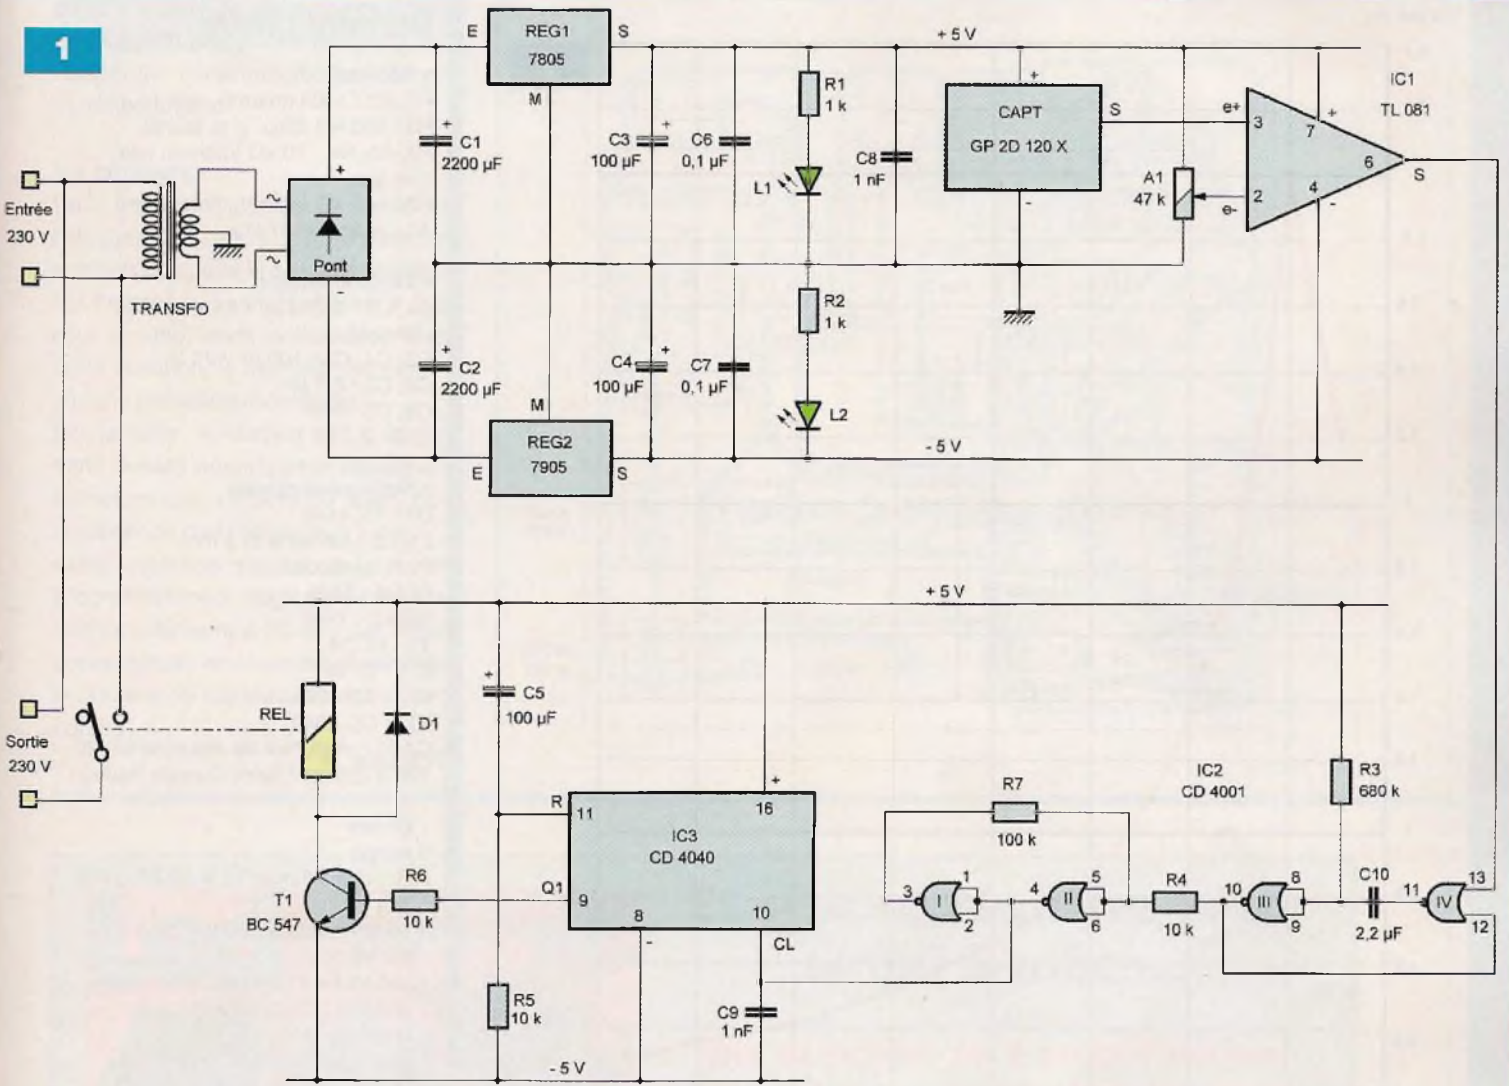 1
E
REG1
7805
S
M
+ 5 V
+
C1
2200 µF
+
C3
100 µF
C6
0,1 µF
R1
1 k
L1
C8
1 nF
+
CAPT
GP 2D 120 X
S
-
e+
3
7
+
IC1
TL 081
6
S
A1
47 k
2
e-
4
-
Entrée
230 V
TRANSFO
~
~
+
Pont
-
C2
2200 µF
+
C4
100 µF
C7
0,1 µF
R2
1 k
L2
M
E
REG2
7905
S
- 5 V
+ 5 V
Sortie
230 V
REL
D1
+
C5
100 µF
R
11
+
16
IC3
CD 4040
Q1
9
8
-
10
CL
T1
BC 547
R6
10 k
R5
10 k
C9
1 nF
- 5 V
R7
100 k
IC2
CD 4001
R3
680 k
3
I
1
2
4
II
5
6
R4
10 k
10
III
8
9
C10
2,2 µF
11
IV
13
12